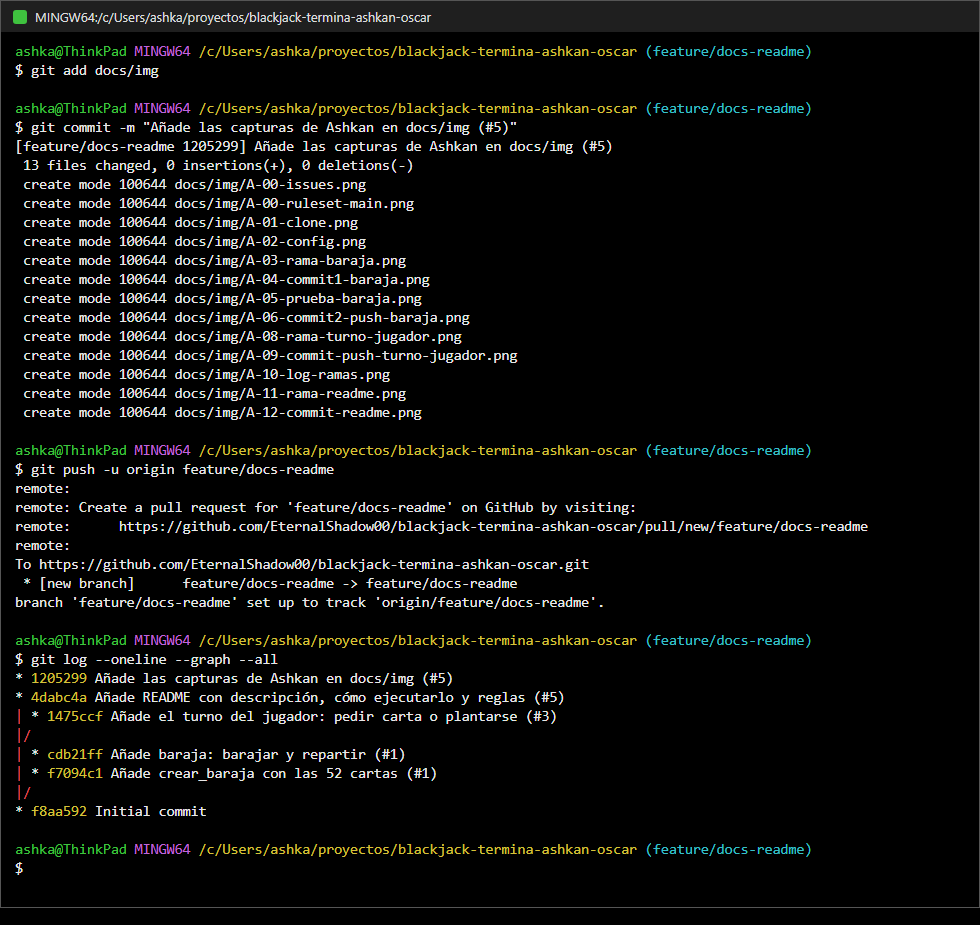 MINGW64:/c/Users/ashka/proyectos/blackjack-termina-ashkan-oscar
ashka@ThinkPad MINGW64 /c/Users/ashka/proyectos/blackjack-termina-ashkan-oscar (feature/docs-readme)
$ git add docs/img
ashka@ThinkPad MINGW64 /c/Users/ashka/proyectos/blackjack-termina-ashkan-oscar (feature/docs-readme)
$ git commit -m "Añade las capturas de Ashkan en docs/img (#5)"
[feature/docs-readme 1205299] Añade las capturas de Ashkan en docs/img (#5)
 13 files changed, 0 insertions(+), 0 deletions(-)
 create mode 100644 docs/img/A-00-issues.png
 create mode 100644 docs/img/A-00-ruleset-main.png
 create mode 100644 docs/img/A-01-clone.png
 create mode 100644 docs/img/A-02-config.png
 create mode 100644 docs/img/A-03-rama-baraja.png
 create mode 100644 docs/img/A-04-commit1-baraja.png
 create mode 100644 docs/img/A-05-prueba-baraja.png
 create mode 100644 docs/img/A-06-commit2-push-baraja.png
 create mode 100644 docs/img/A-08-rama-turno-jugador.png
 create mode 100644 docs/img/A-09-commit-push-turno-jugador.png
 create mode 100644 docs/img/A-10-log-ramas.png
 create mode 100644 docs/img/A-11-rama-readme.png
 create mode 100644 docs/img/A-12-commit-readme.png
ashka@ThinkPad MINGW64 /c/Users/ashka/proyectos/blackjack-termina-ashkan-oscar (feature/docs-readme)
$ git push -u origin feature/docs-readme
remote:
remote: Create a pull request for 'feature/docs-readme' on GitHub by visiting:
remote:      https://github.com/EternalShadow00/blackjack-termina-ashkan-oscar/pull/new/feature/docs-readme
remote:
To https://github.com/EternalShadow00/blackjack-termina-ashkan-oscar.git
 * [new branch]      feature/docs-readme -> feature/docs-readme
branch 'feature/docs-readme' set up to track 'origin/feature/docs-readme'.
ashka@ThinkPad MINGW64 /c/Users/ashka/proyectos/blackjack-termina-ashkan-oscar (feature/docs-readme)
$ git log --oneline --graph --all
* 1205299 Añade las capturas de Ashkan en docs/img (#5)
* 4dabc4a Añade README con descripción, cómo ejecutarlo y reglas (#5)
| * 1475ccf Añade el turno del jugador: pedir carta o plantarse (#3)
|/
| * cdb21ff Añade baraja: barajar y repartir (#1)
| * f7094c1 Añade crear_baraja con las 52 cartas (#1)
|/
* f8aa592 Initial commit
ashka@ThinkPad MINGW64 /c/Users/ashka/proyectos/blackjack-termina-ashkan-oscar (feature/docs-readme)
$